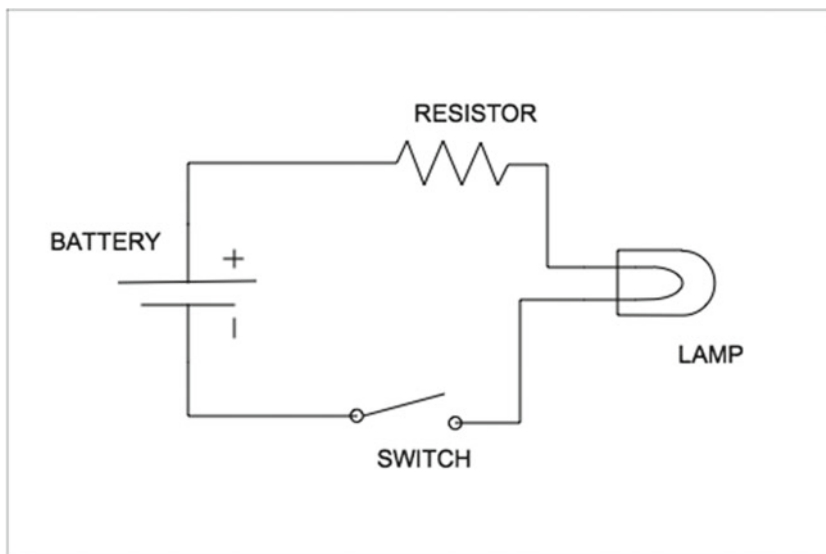 RESISTOR
BATTERY
+
–
LAMP
SWITCH